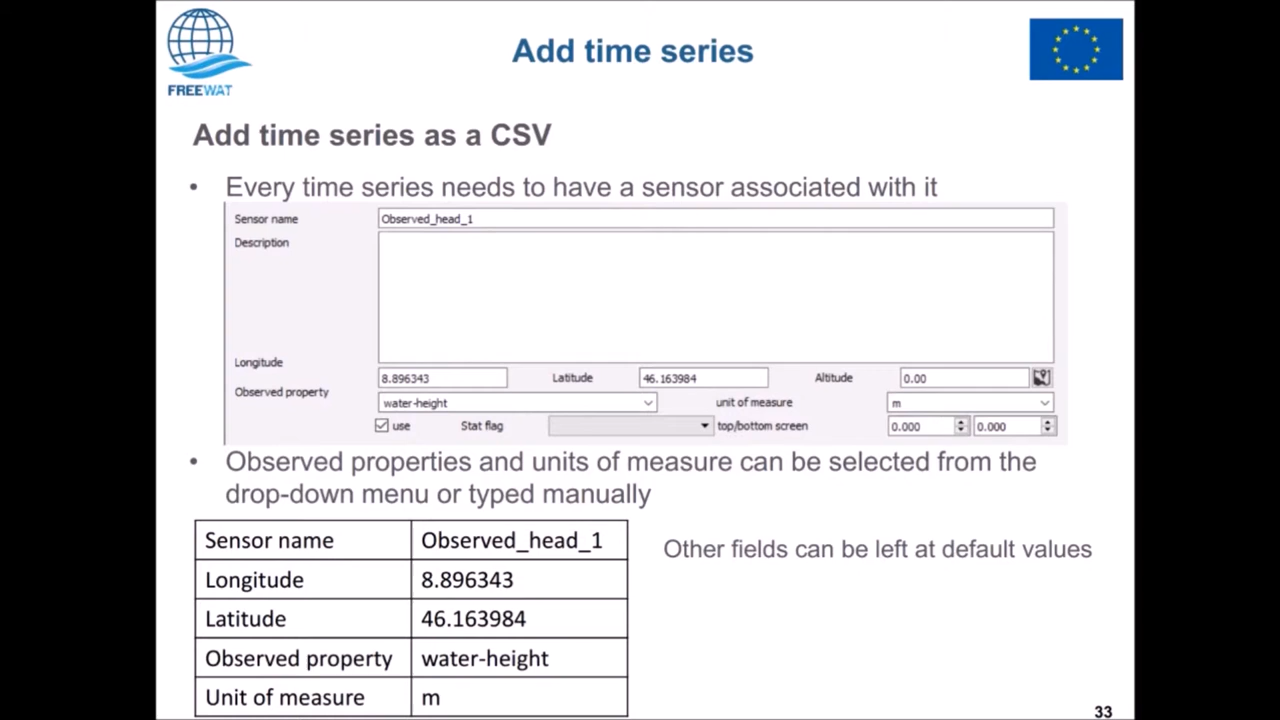 FREEWAT
Add time series
Add time series as a CSV
• Every time series needs to have a sensor associated with it
Sensor name Observed_head_1
Description
Longitude
8.896343 Latitude 46.163984 Altitude 0.00
Observed property
water-height unit of measure m
use Stat flag top/bottom screen 0.000 0.000
• Observed properties and units of measure can be selected from the
drop-down menu or typed manually
Sensor name Observed_head_1
Longitude 8.896343
Latitude 46.163984
Observed property water-height
Unit of measure m
Other fields can be left at default values
33